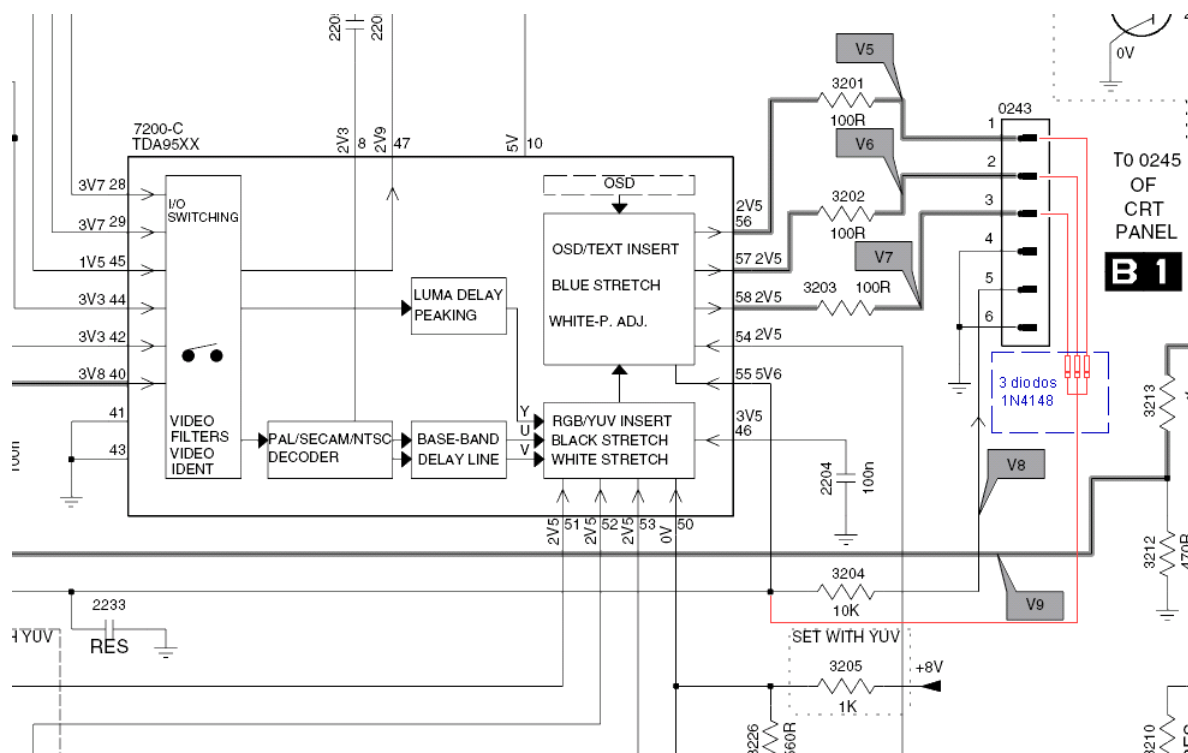 2205
220
7200-C
TDA95XX
2V3
8
2V9
47
5V
10
V5
3201
100R
V6
3202
100R
V7
3203
100R
0243
1
2
3
4
5
6
0V
TO 0245
OF
CRT
PANEL
B 1
3V7 28
3V7 29
1V5 45
3V3 44
3V3 42
3V8 40
41
43
I/O
SWITCHING
VIDEO
FILTERS
VIDEO
IDENT
LUMA DELAY
PEAKING
PAL/SECAM/NTSC
DECODER
BASE-BAND
DELAY LINE
Y
U
V
OSD
OSD/TEXT INSERT
BLUE STRETCH
WHITE-P. ADJ.
RGB/YUV INSERT
BLACK STRETCH
WHITE STRETCH
2V5
56
57 2V5
58 2V5
54 2V5
55 5V6
3V5
46
2204
100n
100n
2V5
51
2V5
52
2V5
53
0V
50
3 diodos
1N4148
V8
V9
3213
3212
470R
3204
10K
2233
RES
H YUV
SET WITH YUV
3205
1K
+8V
3226
560R
3210